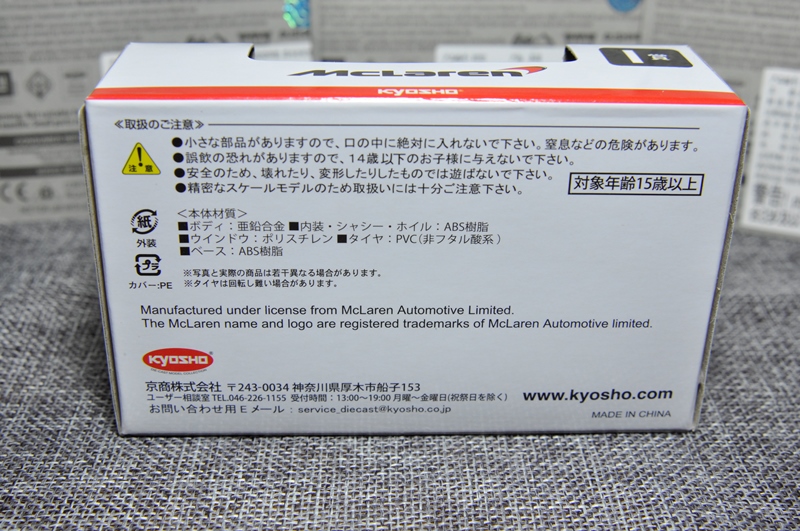 McLaren
I賞
KYOSHO
≪取扱のご注意≫
注意
●小さな部品がありますので、口の中に絶対に入れないで下さい。窒息などの危険があります。
●誤飲の恐れがありますので、14歳以下のお子様に与えないで下さい。
●安全のため、壊れたり、変形したりしたものでは遊ばないで下さい。
●精密なスケールモデルのため取扱いには十分ご注意下さい。
対象年齢15歳以上
紙
外装
プラ
カバー:PE
<本体材質>
■ボディ:亜鉛合金 ■内装・シャシー・ホイル:ABS樹脂
■ウインドウ:ポリスチレン ■タイヤ:PVC(非フタル酸系)
■ベース:ABS樹脂
※写真と実際の商品は若干異なる場合があります。
※タイヤは回転し難い場合があります。
Manufactured under license from McLaren Automotive Limited.
The McLaren name and logo are registered trademarks of McLaren Automotive limited.
KYOSHO
京商株式会社 〒243-0034 神奈川県厚木市船子153
ユーザー相談室 TEL.046-226-1155 受付時間:13:00〜19:00 月曜〜金曜日(祝祭日を除く)
お問い合わせ用Eメール:service_diecast@kyosho.co.jp
www.kyosho.com
MADE IN CHINA